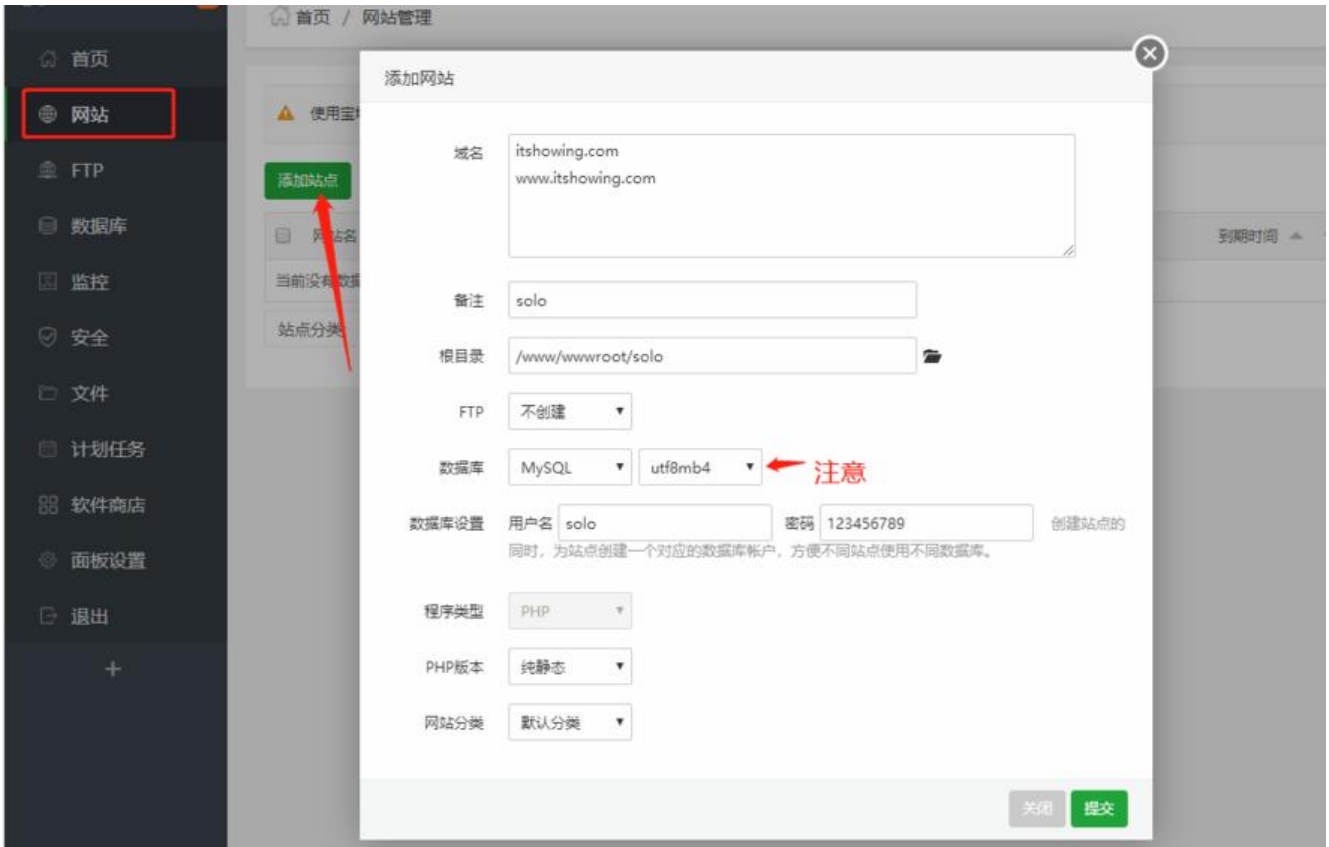 首页 / 网站管理
首页
网站
FTP
数据库
监控
安全
文件
计划任务
软件商店
面板设置
退出
+
使用宝
添加站点
网站名
到期时间
当前没有数据
站点分类
添加网站
域名
itshowing.com
www.itshowing.com
备注 solo
根目录 /www/wwwroot/solo
FTP 不创建
数据库 MySQL utf8mb4 注意
数据库设置 用户名 solo 密码 123456789 创建站点的
同时，为站点创建一个对应的数据库帐户，方便不同站点使用不同数据库。
程序类型 PHP
PHP版本 纯静态
网站分类 默认分类
关闭 提交